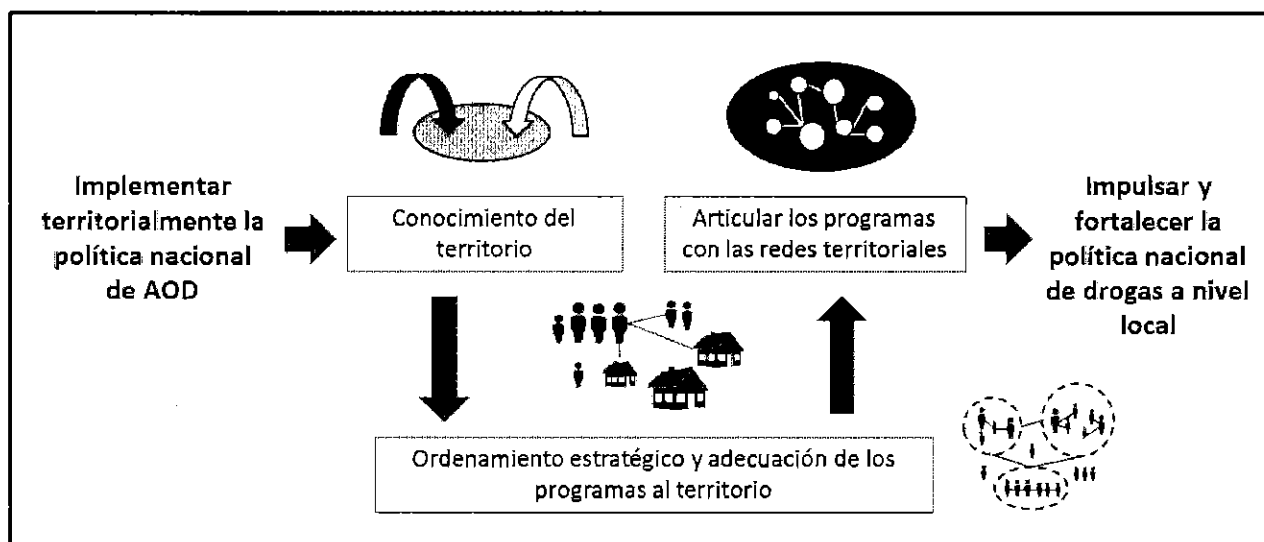 Implementar
territorialmente la
política nacional
de AOD
Conocimiento del
territorio
Ordenamiento estratégico y adecuación de los
programas al territorio
Articular los programas
con las redes territoriales
Impulsar y
fortalecer la
política nacional
de drogas a nivel
local